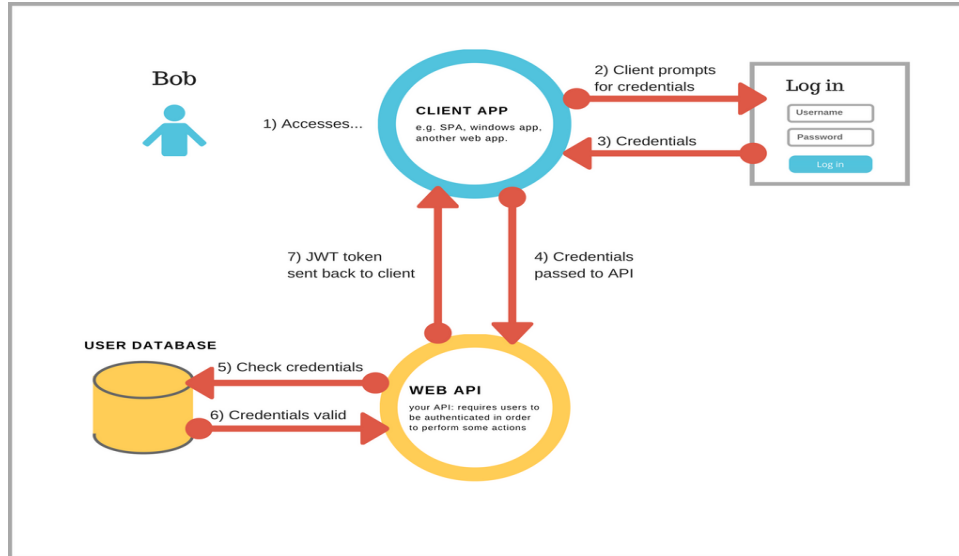 Bob
1) Accesses...
CLIENT APP
e.g. SPA, windows app,
another web app.
2) Client prompts
for credentials
3) Credentials
Log in
Username
Password
Log in
7) JWT token
sent back to client
4) Credentials
passed to API
USER DATABASE
5) Check credentials
6) Credentials valid
WEB API
your API: requires users to
be authenticated in order
to perform some actions